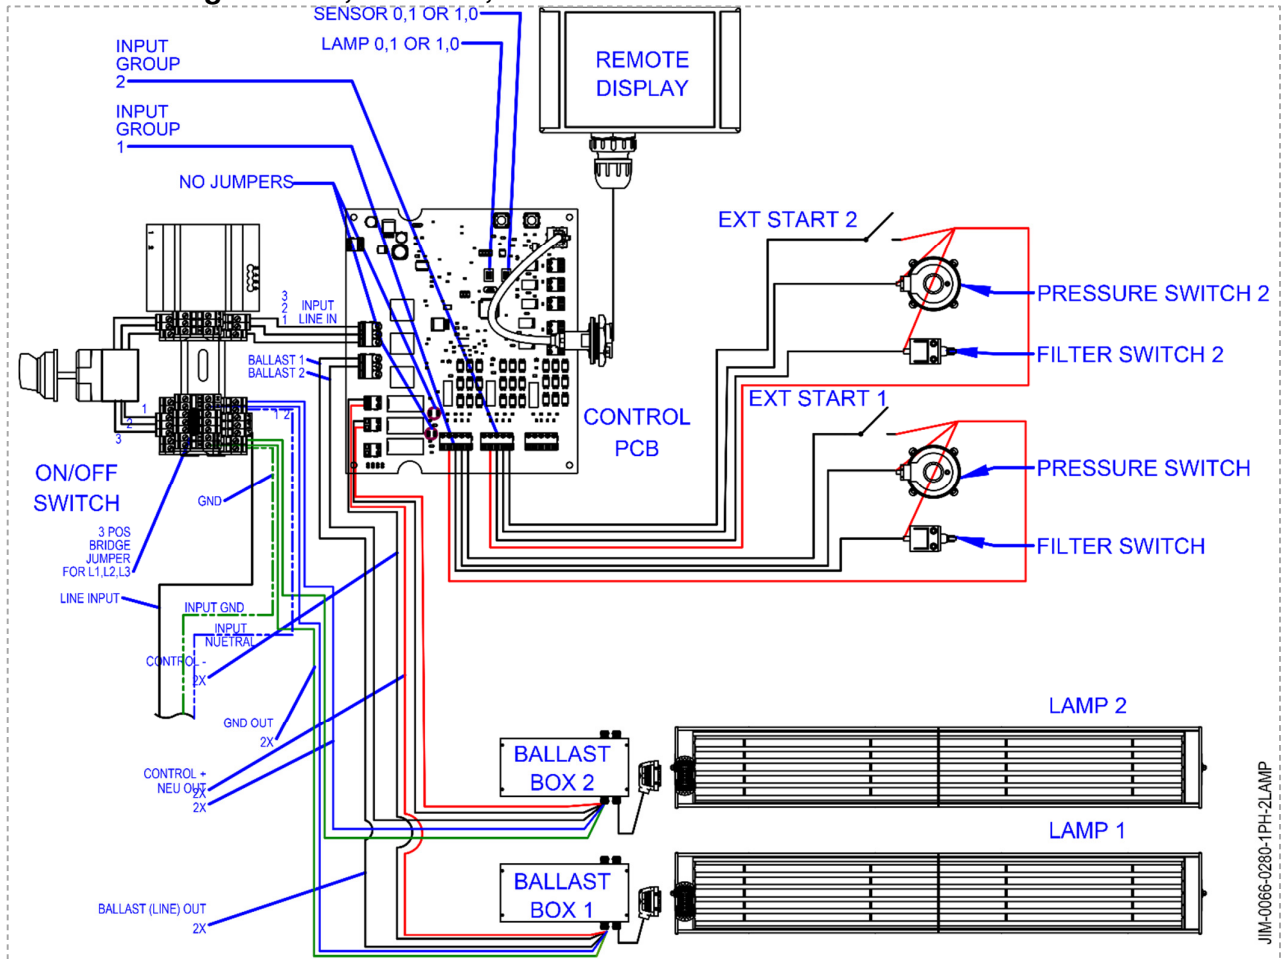 SENSOR 0,1 OR 1,0
LAMP 0,1 OR 1,0
INPUT
GROUP
2
INPUT
GROUP
1
NO JUMPERS
REMOTE
DISPLAY
3
2
1
INPUT
LINE IN
BALLAST 1
BALLAST 2
1
2
3
1 2
CONTROL
PCB
EXT START 2
PRESSURE SWITCH 2
FILTER SWITCH 2
EXT START 1
PRESSURE SWITCH
FILTER SWITCH
ON/OFF
SWITCH
GND
3 POS
BRIDGE
JUMPER
FOR L1,L2,L3
LINE INPUT
INPUT GND
INPUT
NUETRAL
CONTROL -
2X
GND OUT
2X
CONTROL +
2X
NEU OUT
2X
BALLAST (LINE) OUT
2X
BALLAST
BOX 2
LAMP 2
BALLAST
BOX 1
LAMP 1
JIM-0066-0280-1PH-2LAMP